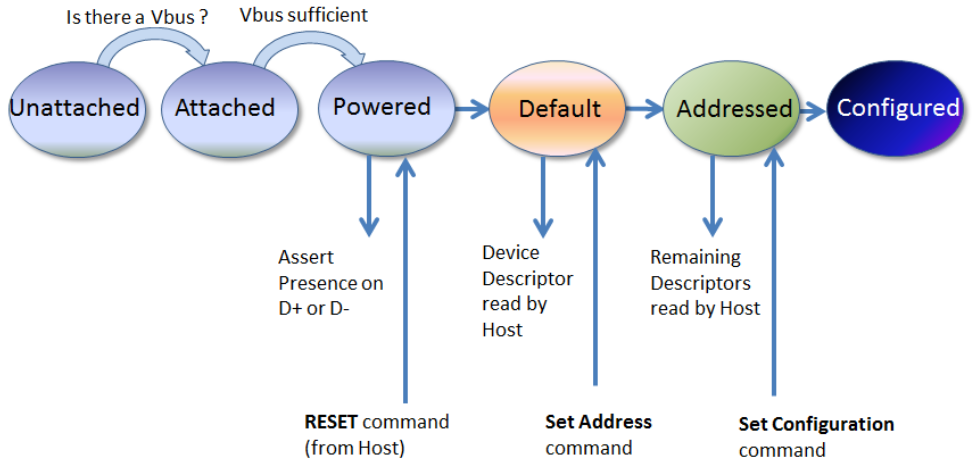 Is there a Vbus ?
Vbus sufficient
Unattached
Attached
Powered
Default
Addressed
Configured
Assert
Presence on
D+ or D-
Device
Descriptor
read by
Host
Remaining
Descriptors
read by Host
RESET command
(from Host)
Set Address
command
Set Configuration
command